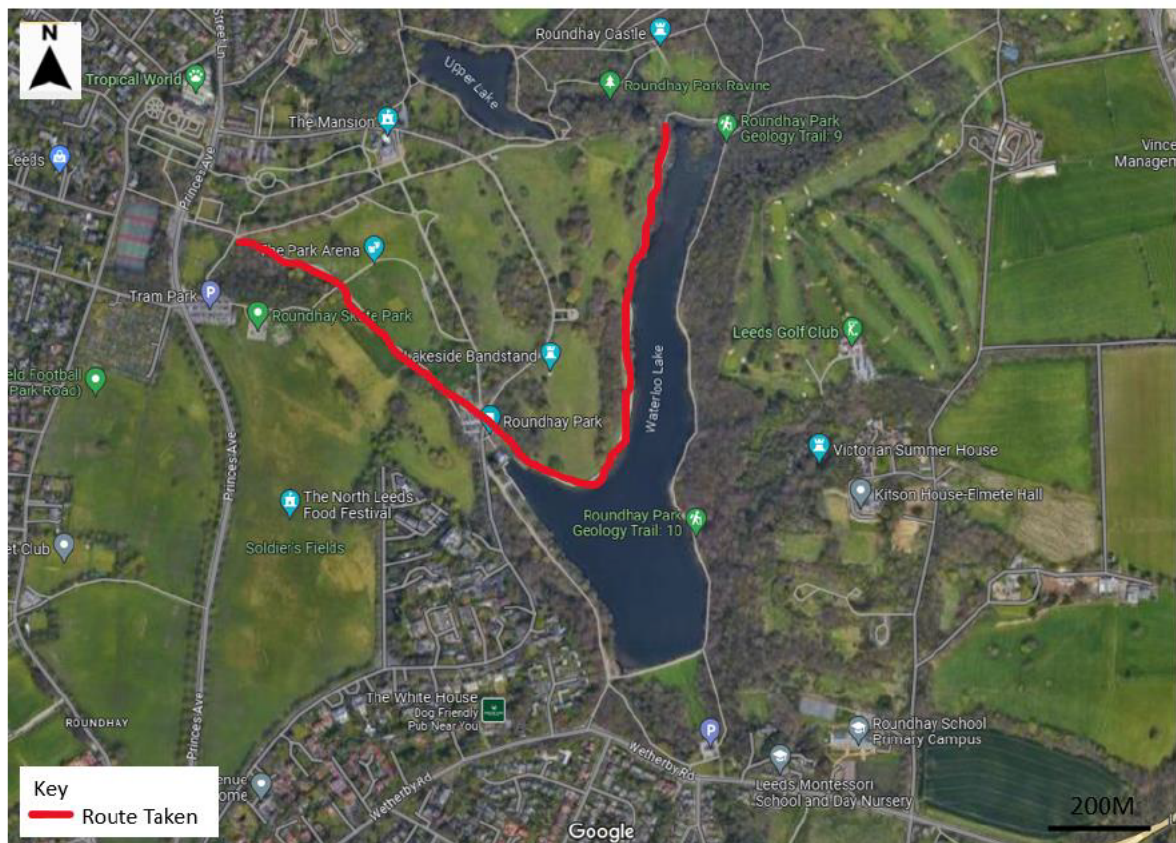 N
Street Ln
Roundhay Castle
Upper Lake
Tropical World
Roundhay Park Ravine
The Mansion
Roundhay Park
Geology Trail: 9
Leeds
Princes Ave
Vince
Managem
The Park Arena
Tram Park
Roundhay Skate Park
Leeds Golf Club
Lakeside Bandstand
Waterloo Lake
eld Football
(Park Road)
Roundhay Park
Princes Ave
Victorian Summer House
The North Leeds
Food Festival
Kitson House-Elmete Hall
Roundhay Park
Geology Trail: 10
Soldier's Fields
et Club
The White House
Dog Friendly
Pub Near You
ROUNDHAY
Princes Ave
Roundhay School
Primary Campus
Wetherby Rd
Leeds Montessori
School and Day Nursery
Wetherby Rd
enue
ome
Key
Route Taken
200M
Google